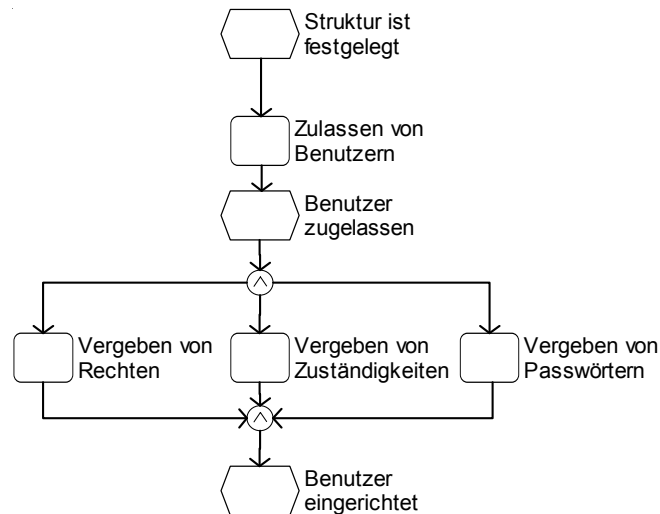 Struktur ist
festgelegt
Zulassen von
Benutzern
Benutzer
zugelassen
Vergeben von
Rechten
Vergeben von
Zuständigkeiten
Vergeben von
Passwörtern
Benutzer
eingerichtet